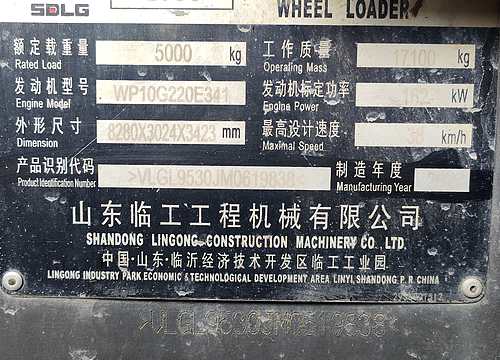 SDLG WHEEL LOADER
额定载重量 Rated Load 5000 kg
工作质量 Operating Mass 17100 kg
发动机型号 Engine Model WP10G220E341
发动机标定功率 Engine Power 162 kW
外形尺寸 Dimension 8280X3024X3423 mm
最高设计速度 Maximal Speed 38 km/h
产品识别代码 Product Identification Number >VLGL9530JM0619838<
制造年度 Manufacturing Year
山东临工工程机械有限公司
SHANDONG LINGONG CONSTRUCTION MACHINERY CO., LTD.
中国·山东·临沂经济技术开发区临工工业园
LINGONG INDUSTRY PARK ECONOMIC & TECHNOLOGICAL DEVELOPMENT AREA LINYI, SHANDONG, P. R. CHINA
>VLGL9530JM0619838<